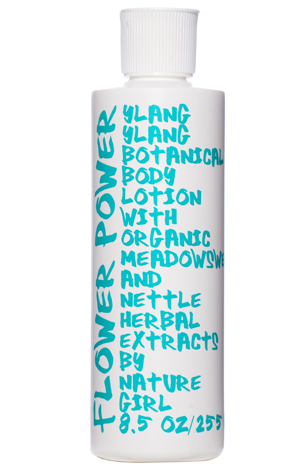 FLOWER POWER
YLANG
YLANG
BOTANICAL
BODY
LOTION
WITH
ORGANIC
MEADOWSWE
AND
NETTLE
HERBAL
EXTRACTS
BY
NATURE
GIRL
8.5 OZ/255